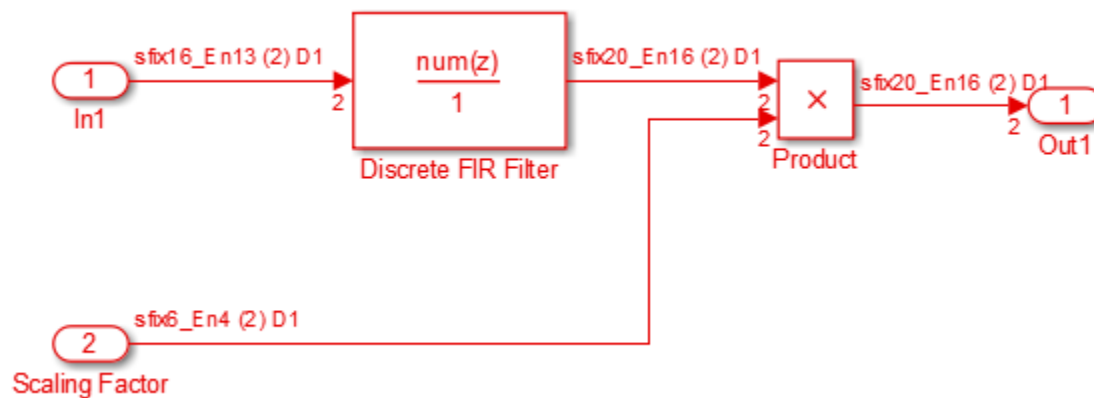 sfix16_En13 (2) D1
1
2
In1
num(z)
1
Discrete FIR Filter
sfix20_En16 (2) D1
2
2
×
Product
sfix20_En16 (2) D1
2
1
Out1
sfix6_En4 (2) D1
2
Scaling Factor